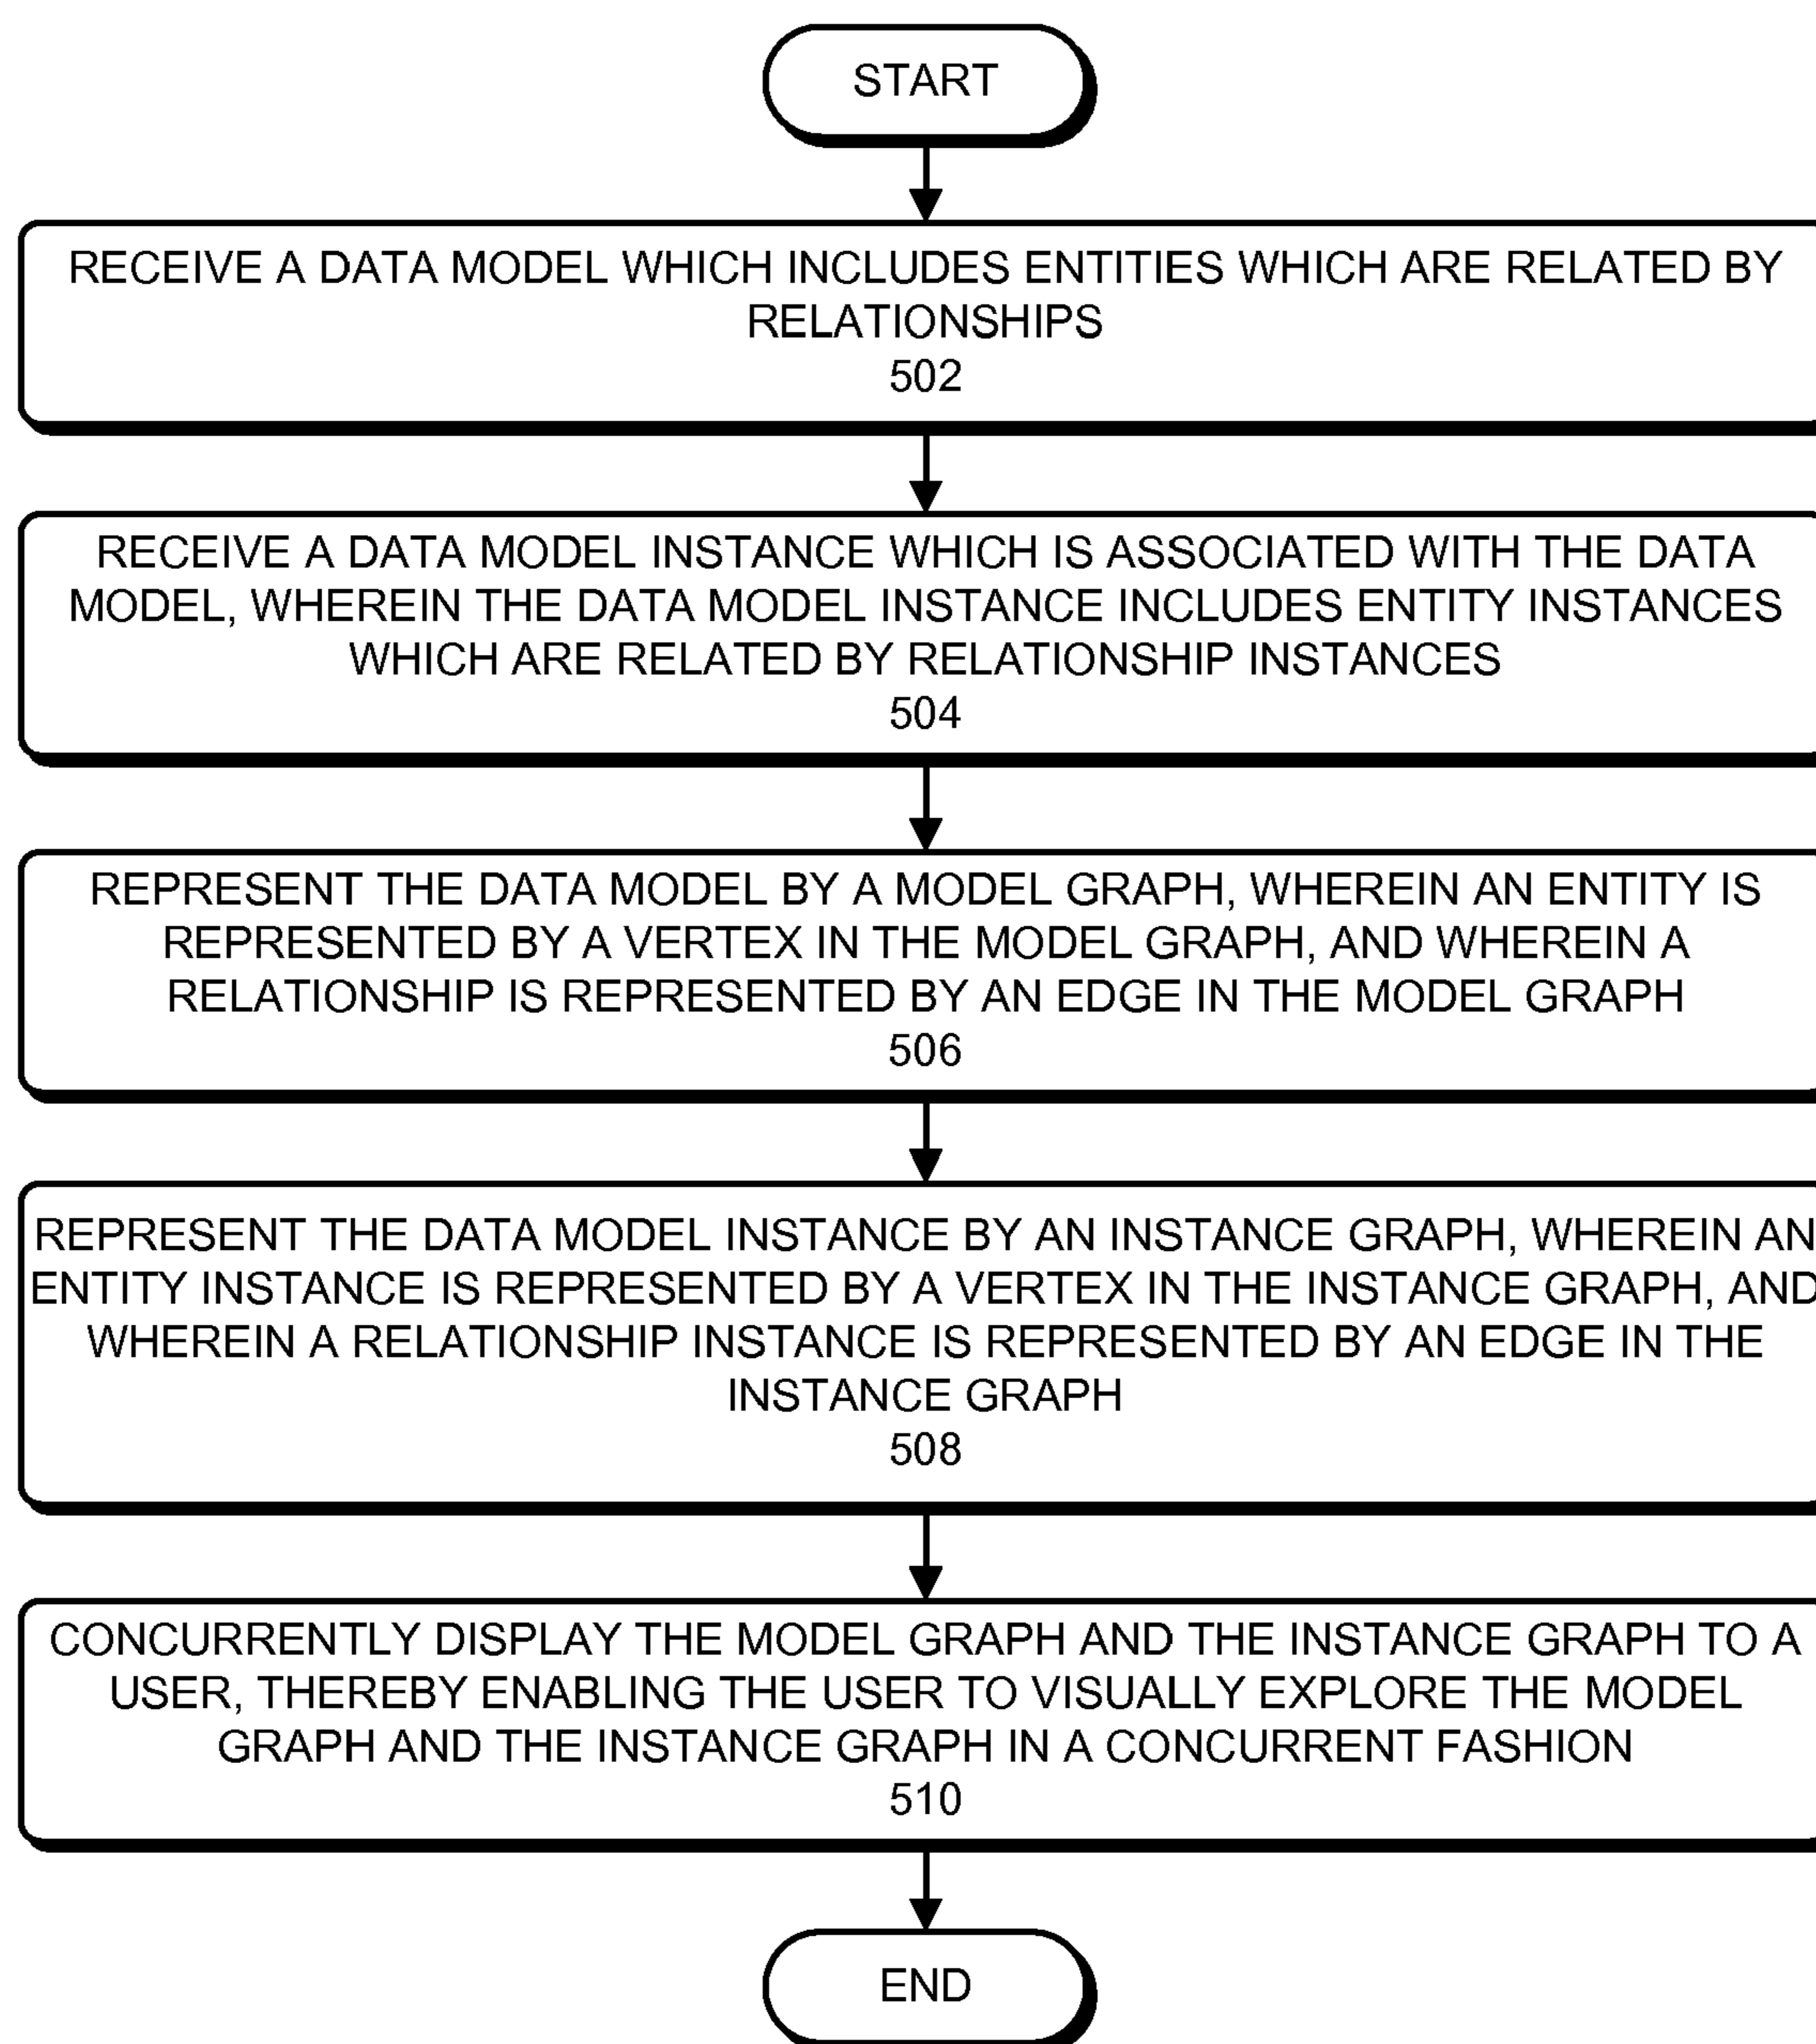 START
RECEIVE A DATA MODEL WHICH INCLUDES ENTITIES WHICH ARE RELATED BY
RELATIONSHIPS
502
RECEIVE A DATA MODEL INSTANCE WHICH IS ASSOCIATED WITH THE DATA
MODEL, WHEREIN THE DATA MODEL INSTANCE INCLUDES ENTITY INSTANCES
WHICH ARE RELATED BY RELATIONSHIP INSTANCES
504
REPRESENT THE DATA MODEL BY A MODEL GRAPH, WHEREIN AN ENTITY IS
REPRESENTED BY A VERTEX IN THE MODEL GRAPH, AND WHEREIN A
RELATIONSHIP IS REPRESENTED BY AN EDGE IN THE MODEL GRAPH
506
REPRESENT THE DATA MODEL INSTANCE BY AN INSTANCE GRAPH, WHEREIN AN
ENTITY INSTANCE IS REPRESENTED BY A VERTEX IN THE INSTANCE GRAPH, AND
WHEREIN A RELATIONSHIP INSTANCE IS REPRESENTED BY AN EDGE IN THE
INSTANCE GRAPH
508
CONCURRENTLY DISPLAY THE MODEL GRAPH AND THE INSTANCE GRAPH TO A
USER, THEREBY ENABLING THE USER TO VISUALLY EXPLORE THE MODEL
GRAPH AND THE INSTANCE GRAPH IN A CONCURRENT FASHION
510
END